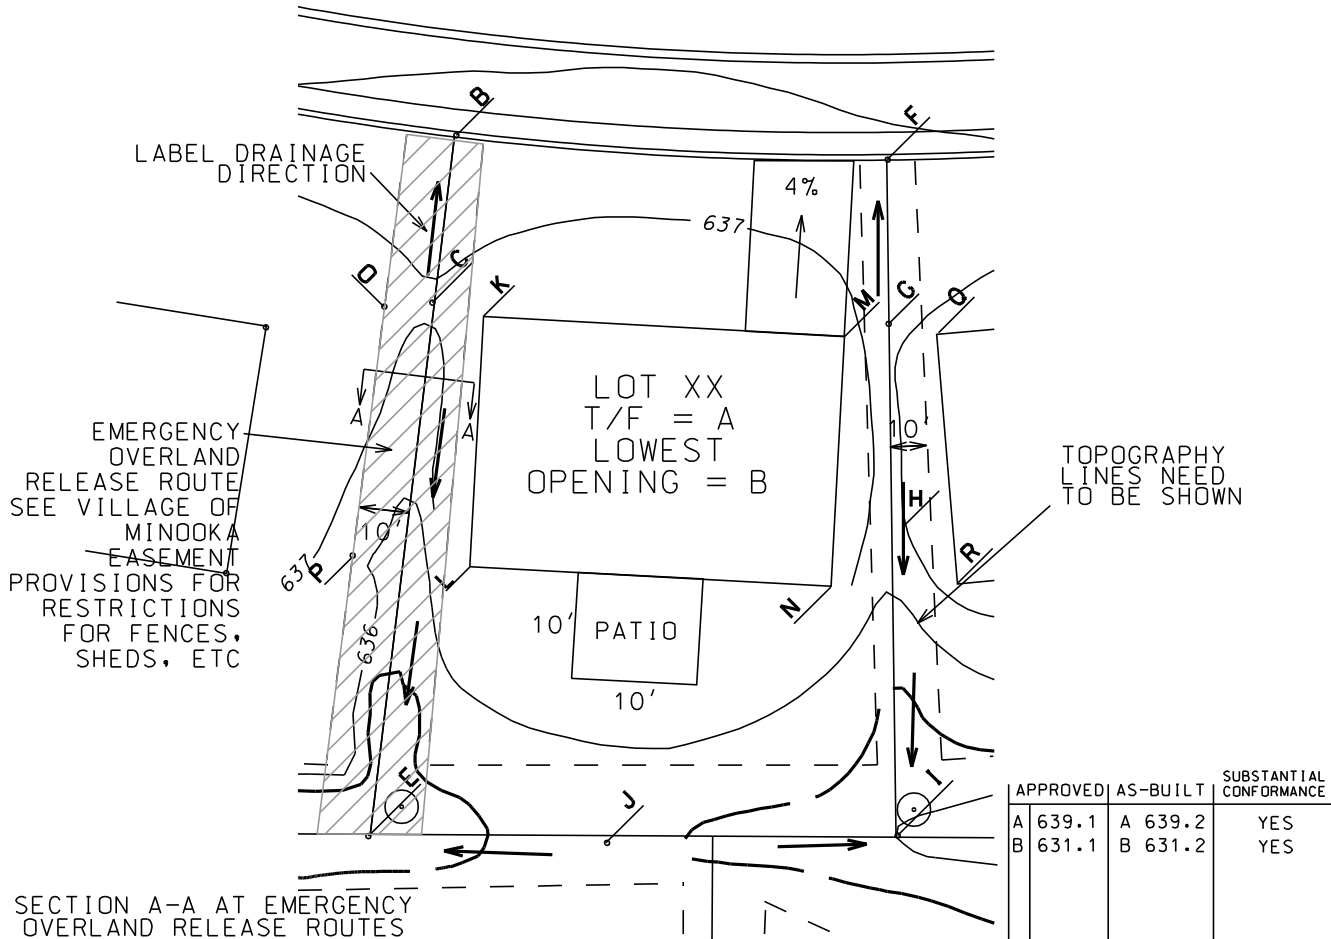 B
F
LABEL DRAINAGE
DIRECTION
4%
637
O
C
K
M
G
Q
LOT XX
T/F = A
LOWEST
OPENING = B
A
A
10'
EMERGENCY
OVERLAND
RELEASE ROUTE
SEE VILLAGE OF
MINOOKA
EASEMENT
PROVISIONS FOR
RESTRICTIONS
FOR FENCES,
SHEDS, ETC
TOPOGRAPHY
LINES NEED
TO BE SHOWN
H
10'
637
P
L
R
N
636
10'
PATIO
10'
E
J
I
APPROVED AS-BUILT SUBSTANTIAL
CONFORMANCE
A 639.1 A 639.2 YES
B 631.1 B 631.2 YES
SECTION A-A AT EMERGENCY
OVERLAND RELEASE ROUTES